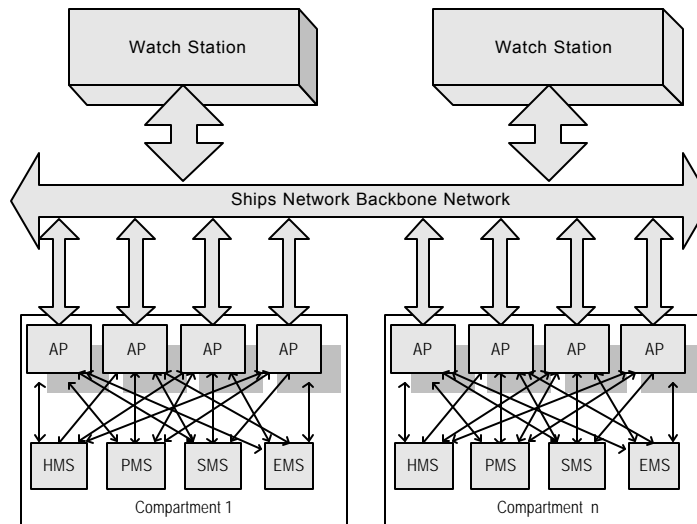 Watch Station
Watch Station
Ships Network Backbone Network
AP AP AP AP
AP AP AP AP
HMS PMS SMS EMS
HMS PMS SMS EMS
Compartment 1
Compartment n